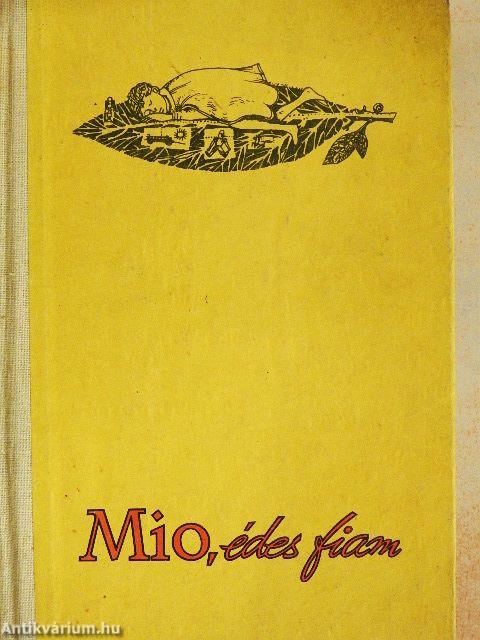 Mio, édes fiam
Antikvárium.hu